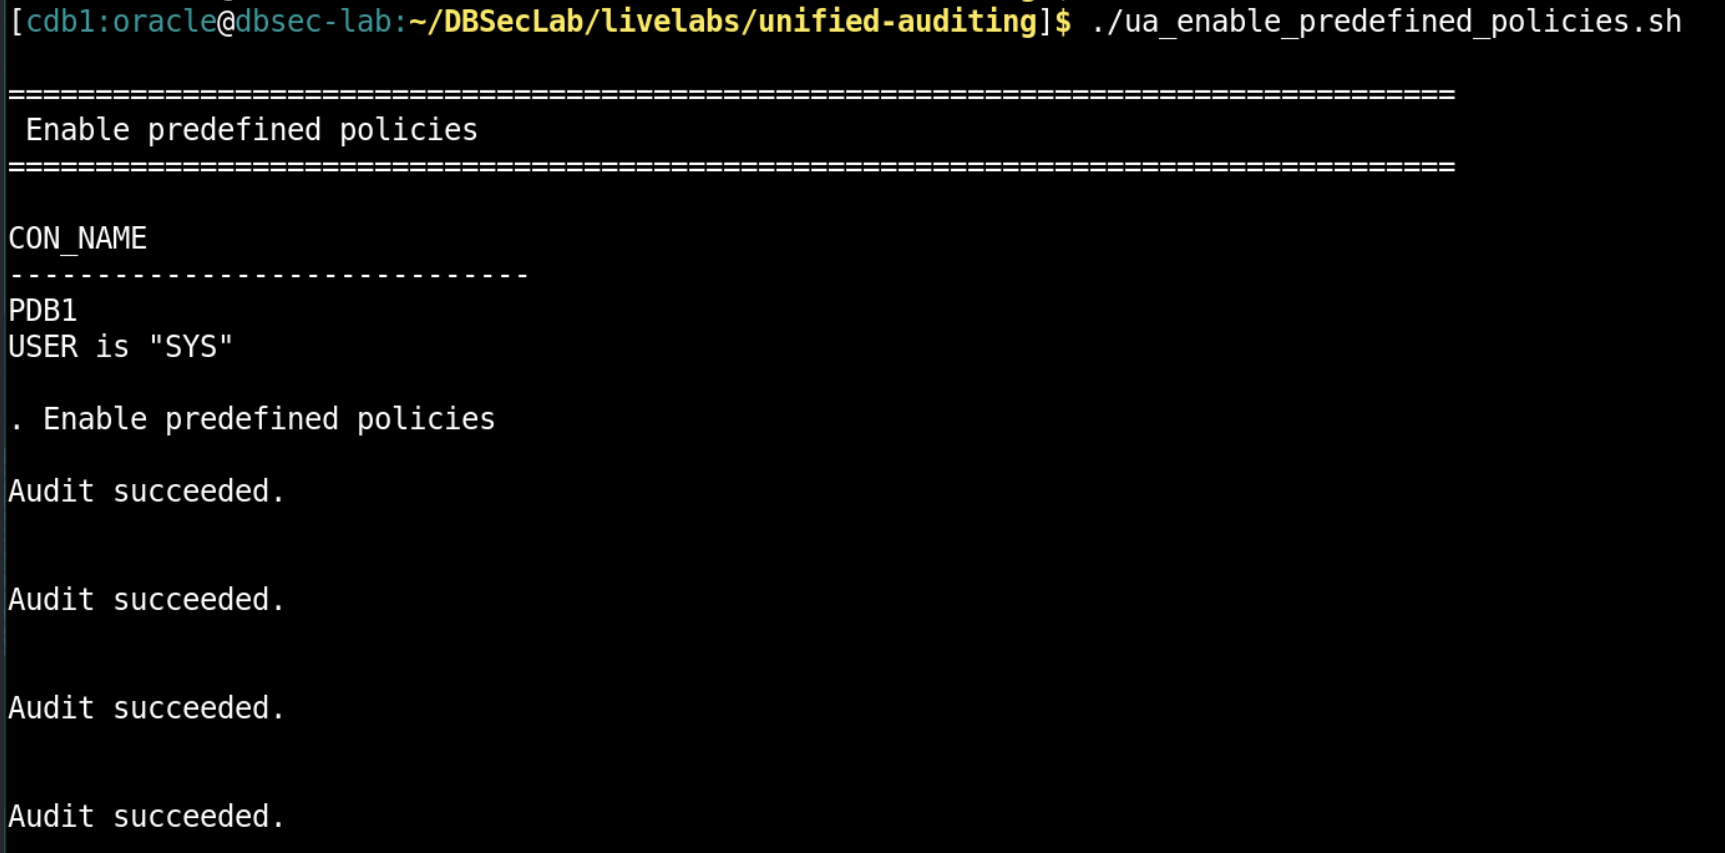 [cdb1:oracle@dbsec-lab:~/DBSecLab/livelabs/unified-auditing]$ ./ua_enable_predefined_policies.sh
===================================================================================
Enable predefined policies
===================================================================================
CON_NAME
------------------------------
PDB1
USER is "SYS"
. Enable predefined policies
Audit succeeded.
Audit succeeded.
Audit succeeded.
Audit succeeded.